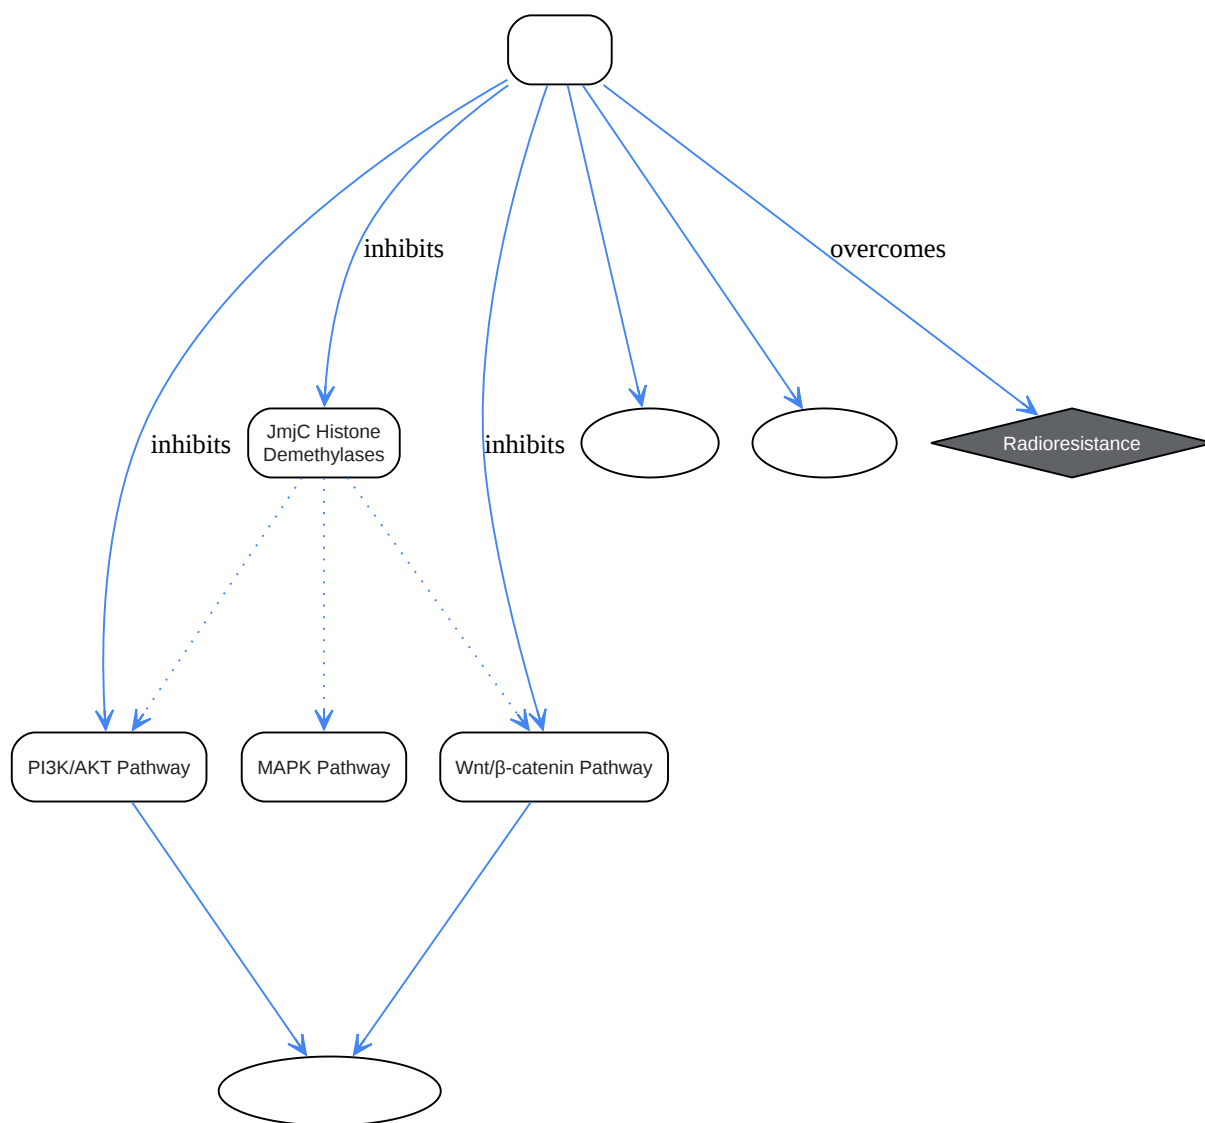 inhibits
overcomes
inhibits
JmjC Histone
Demethylases
inhibits
Radioresistance
PI3K/AKT Pathway
MAPK Pathway
Wnt/β-catenin Pathway